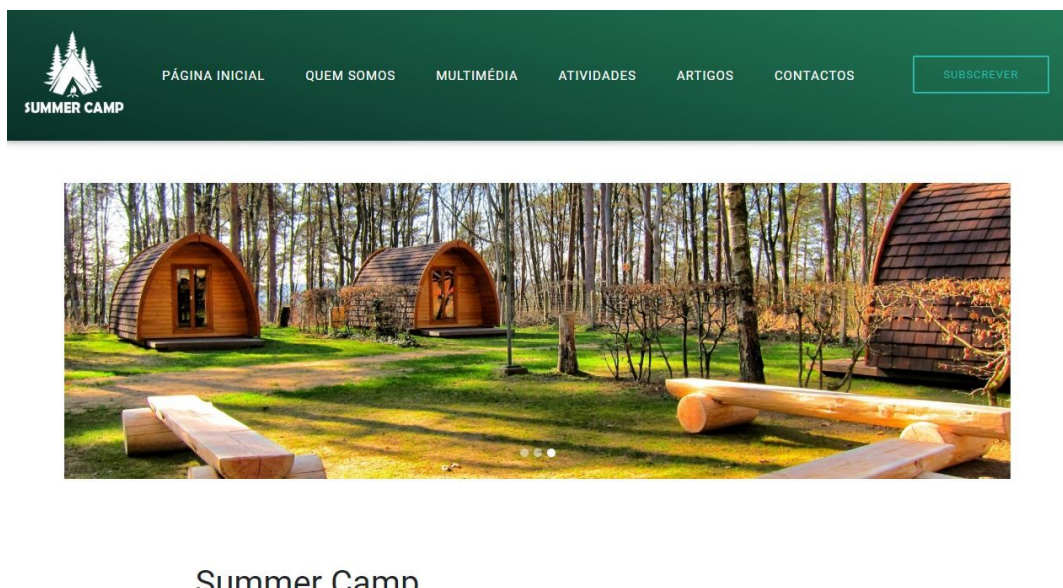 SUMMER CAMP
PÁGINA INICIAL QUEM SOMOS MULTIMÉDIA ATIVIDADES ARTIGOS CONTACTOS SUBSCREVER
Summer Camp